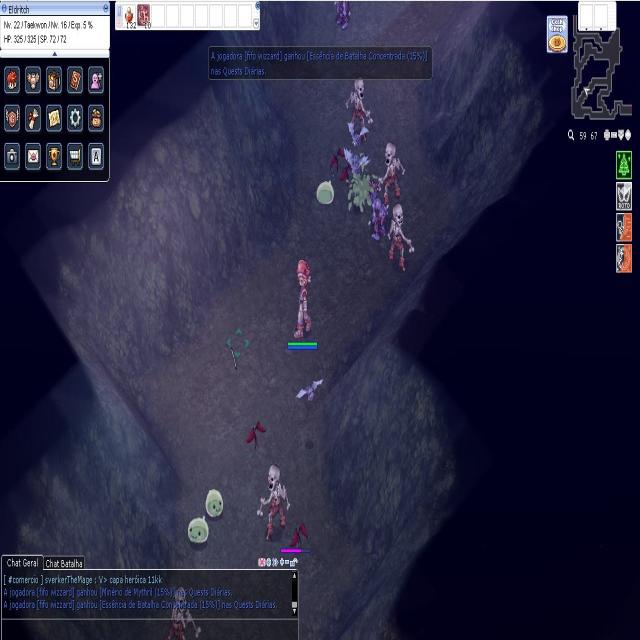 Eldritch
Nv. 22 / Taekwon / Nv. 16 / Exp. 5 %
HP. 325 / 325 | SP. 72 / 72
132 10
A jogadora [fifo wizzard] ganhou [Essência de Batalha Concentrada (15%)]
nas Quests Diárias.
59 67
Chat Geral Chat Batalha
[ #comercio ] sverkerTheMage : V> capa heróica 11kk
A jogadora [fifo wizzard] ganhou [Minério de Mythril (15%)] nas Quests Diárias.
A jogadora [fifo wizzard] ganhou [Essência de Batalha Concentrada (15%)] nas Quests Diárias.